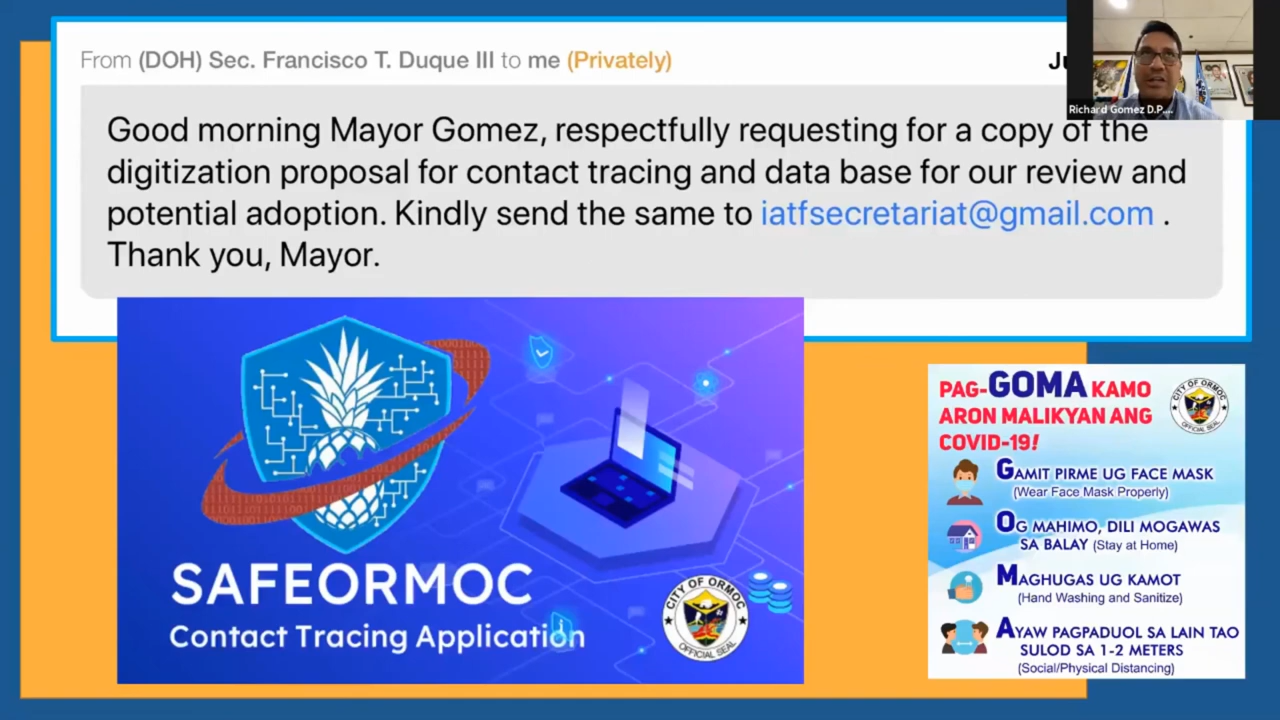 From (DOH) Sec. Francisco T. Duque III to me (Privately)
Richard Gomez D.P....
Good morning Mayor Gomez, respectfully requesting for a copy of the
digitization proposal for contact tracing and data base for our review and
potential adoption. Kindly send the same to iatfsecretariat@gmail.com .
Thank you, Mayor.
SAFEORMOC
Contact Tracing Application
CITY OF ORMOC
OFFICIAL SEAL
PAG-GOMA KAMO
ARON MALIKYAN ANG
COVID-19!
CITY OF ORMOC
OFFICIAL SEAL
GAMIT PIRME UG FACE MASK
(Wear Face Mask Properly)
OG MAHIMO, DILI MOGAWAS
SA BALAY (Stay at Home)
MAGHUGAS UG KAMOT
(Hand Washing and Sanitize)
AYAW PAGPADUOL SA LAIN TAO
SULOD SA 1-2 METERS
(Social/Physical Distancing)